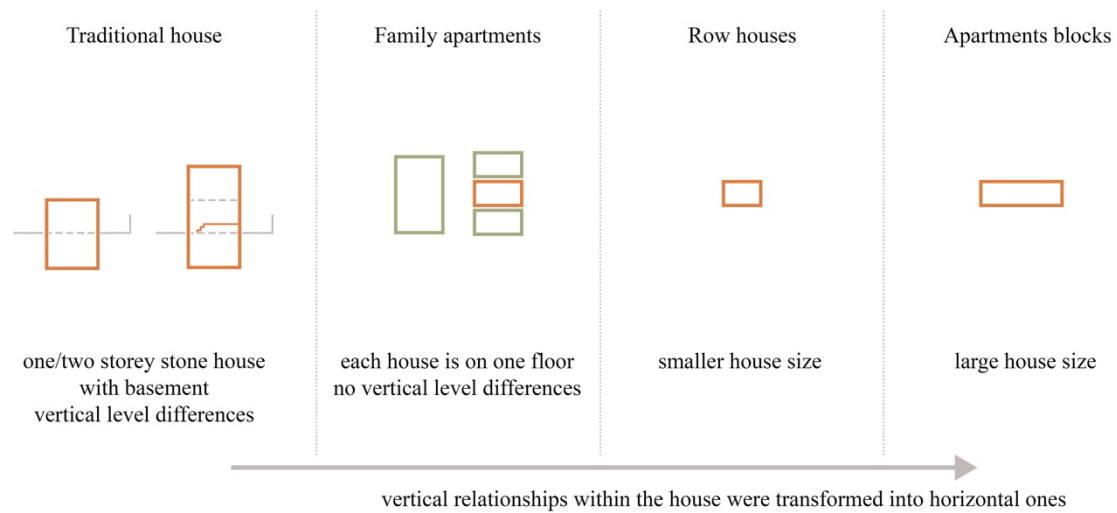 Traditional house
Family apartments
Row houses
Apartments blocks
one/two storey stone house
with basement
vertical level differences
each house is on one floor
no vertical level differences
smaller house size
large house size
vertical relationships within the house were transformed into horizontal ones